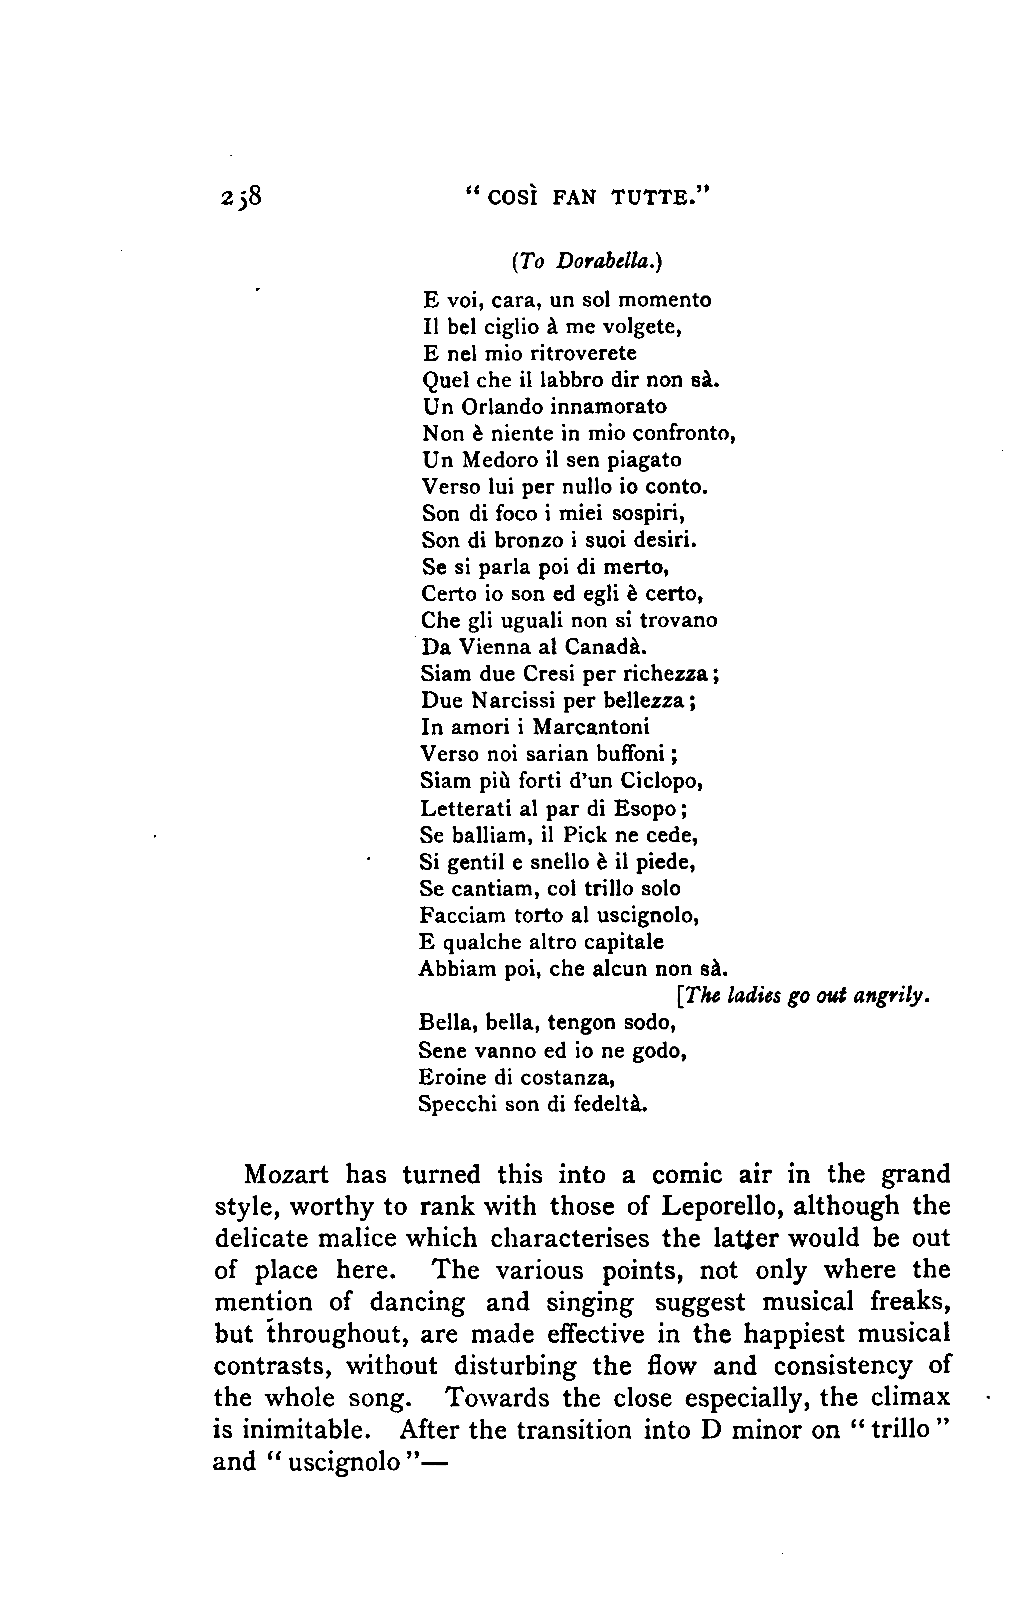 258 “ COSÌ FAN TUTTE.”
(To Dorabella.)
E voi, cara, un sol momento
Il bel ciglio à me volgete,
E nel mio ritroverete
Quel che il labbro dir non sà.
Un Orlando innamorato
Non è niente in mio confronto,
Un Medoro il sen piagato
Verso lui per nullo io conto.
Son di foco i miei sospiri,
Son di bronzo i suoi desiri.
Se si parla poi di merto,
Certo io son ed egli è certo,
Che gli uguali non si trovano
Da Vienna al Canadà.
Siam due Cresi per richezza ;
Due Narcissi per bellezza ;
In amori i Marcantoni
Verso noi sarian buffoni ;
Siam più forti d'un Ciclopo,
Letterati al par di Esopo ;
Se balliam, il Pick ne cede,
Si gentil e snello è il piede,
Se cantiam, col trillo solo
Facciam torto al uscignolo,
E qualche altro capitale
Abbiam poi, che alcun non sà.
[The ladies go out angrily.
Bella, bella, tengon sodo,
Sene vanno ed io ne godo,
Eroine di costanza,
Specchi son di fedeltà.
Mozart has turned this into a comic air in the grand
style, worthy to rank with those of Leporello, although the
delicate malice which characterises the latter would be out
of place here. The various points, not only where the
mention of dancing and singing suggest musical freaks,
but throughout, are made effective in the happiest musical
contrasts, without disturbing the flow and consistency of
the whole song. Towards the close especially, the climax
is inimitable. After the transition into D minor on “ trillo ”
and “ uscignolo ”—